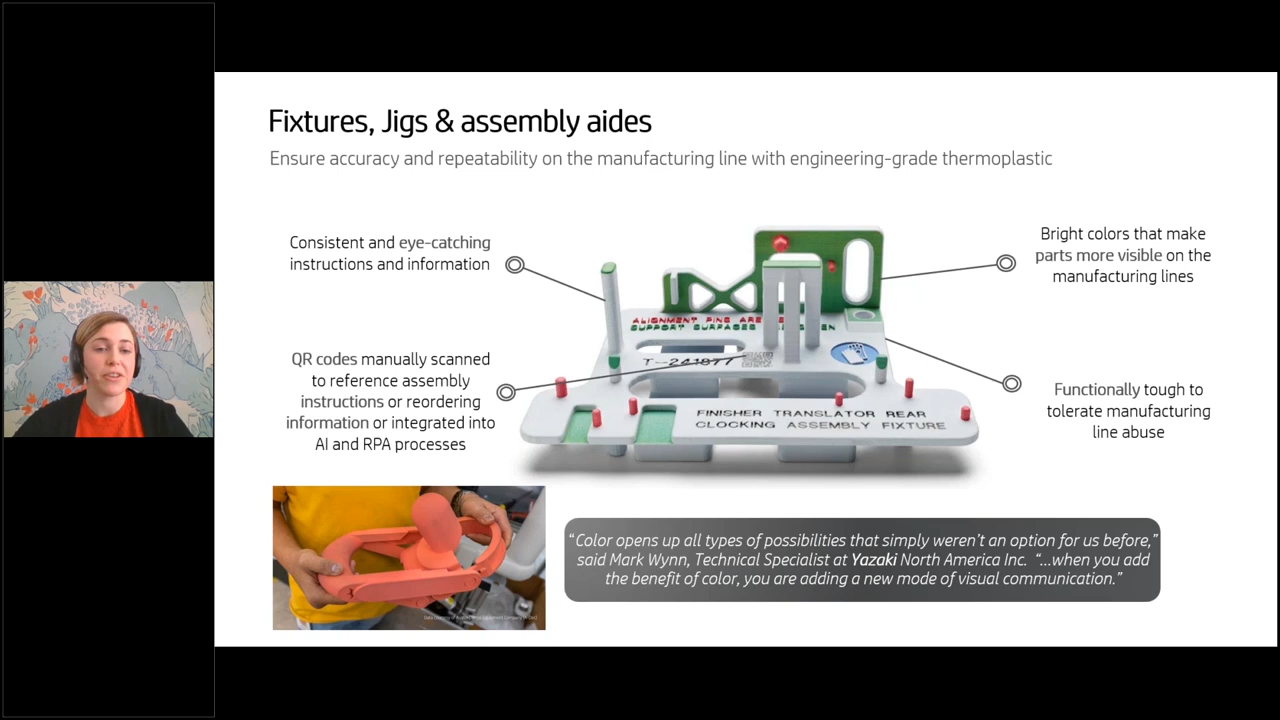 Fixtures, Jigs & assembly aides
Ensure accuracy and repeatability on the manufacturing line with engineering-grade thermoplastic
Consistent and eye-catching
instructions and information
Bright colors that make
parts more visible on the
manufacturing lines
QR codes manually scanned
to reference assembly
instructions or reordering
information or integrated into
AI and RPA processes
Functionally tough to
tolerate manufacturing
line abuse
ALIGNMENT PINS ARE
SUPPORT SURFACES
FINISHER TRANSLATOR REAR
CLOCKING ASSEMBLY FIXTURE
“Color opens up all types of possibilities that simply weren’t an option for us before,”
said Mark Wynn, Technical Specialist at Yazaki North America Inc. “…when you add
the benefit of color, you are adding a new mode of visual communication.”